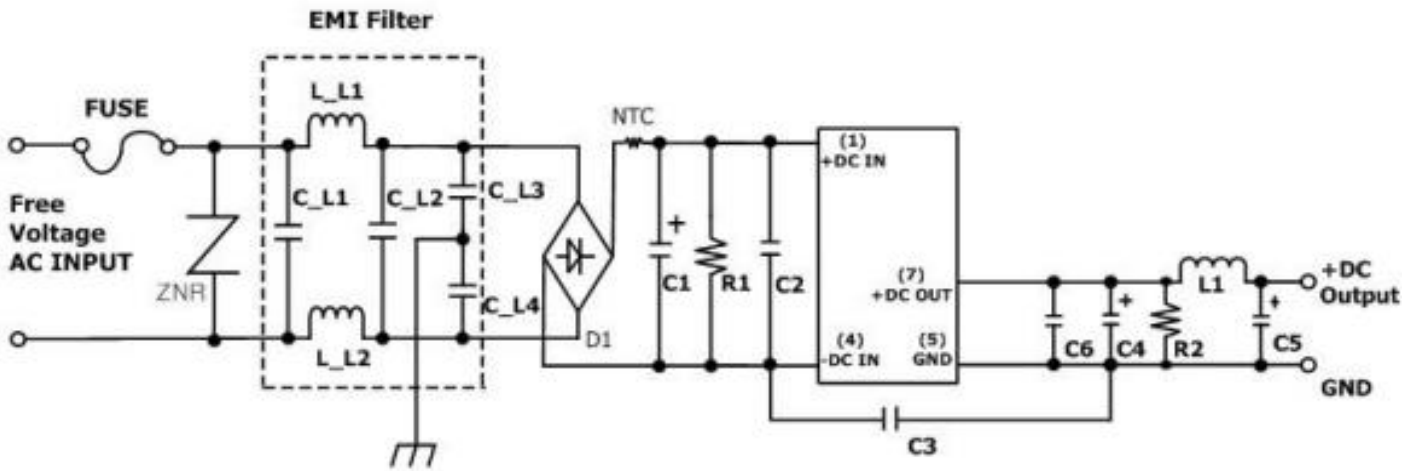 EMI Filter
FUSE
L_L1
NTC
(1)
+DC IN
C_L1
C_L2
C_L3
Free
Voltage
AC INPUT
+
C1
R1
C2
(7)
+DC OUT
L1
+DC
Output
ZNR
C_L4
+
+
D1
(4)
-DC IN
(5)
GND
C6
C4
R2
C5
L_L2
GND
C3